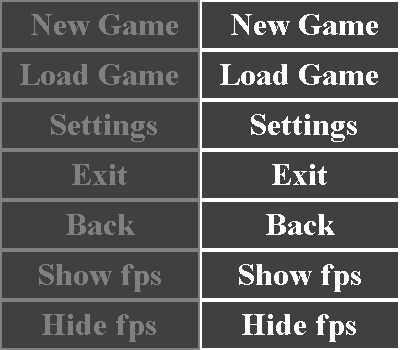 New Game New Game
Load Game Load Game
Settings Settings
Exit Exit
Back Back
Show fps Show fps
Hide fps Hide fps